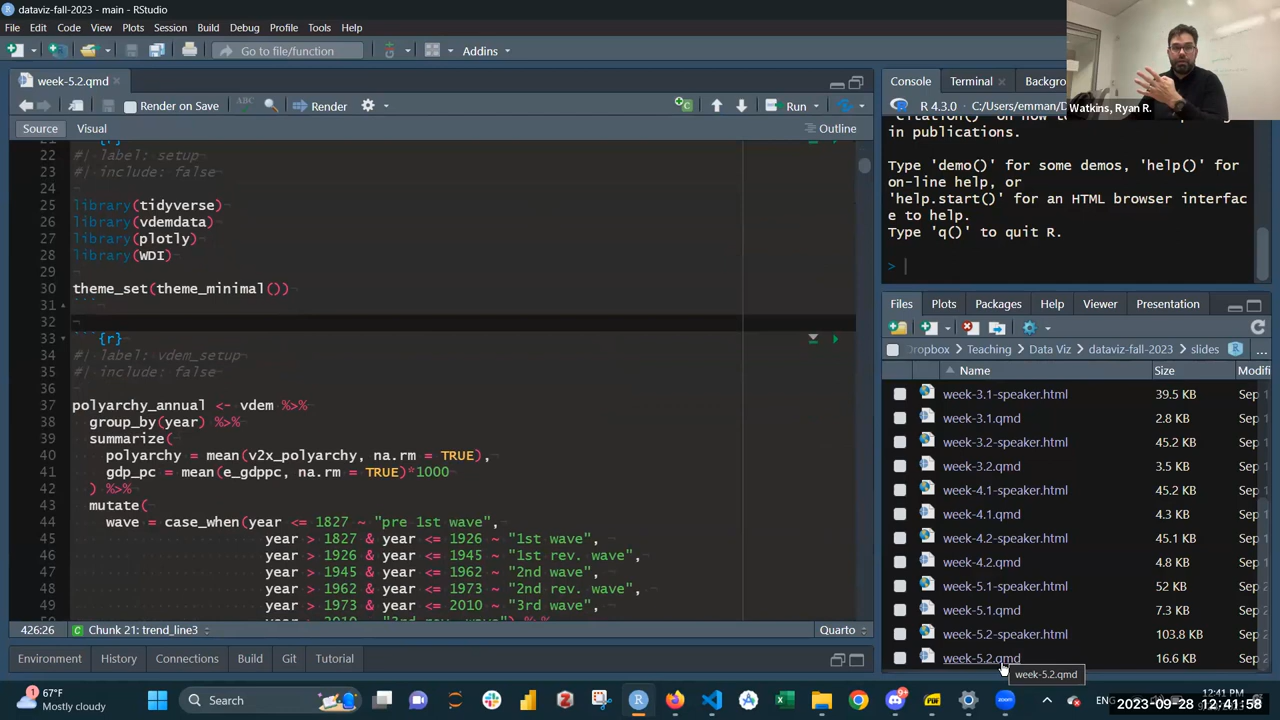 dataviz-fall-2023 - main - RStudio
File Edit Code View Plots Session Build Debug Profile Tools Help
Go to file/function
Addins
week-5.2.qmd
Render on Save
ABC
Render
Run
Source Visual
Outline
21 {r}
22 #| label: setup
23 #| include: false
24
25 library(tidyverse)
26 library(vdemdata)
27 library(plotly)
28 library(WDI)
29
30 theme_set(theme_minimal())
31 ```
32
33 ```{r}
34 #| label: vdem_setup
35 #| include: false
36
37 polyarchy_annual <- vdem %>%
38 group_by(year) %>%
39 summarize(
40 polyarchy = mean(v2x_polyarchy, na.rm = TRUE),
41 gdp_pc = mean(e_gdppc, na.rm = TRUE)*1000
42 ) %>%
43 mutate(
44 wave = case_when(year <= 1827 ~ "pre 1st wave",
45 year > 1827 & year <= 1926 ~ "1st wave",
46 year > 1926 & year <= 1945 ~ "1st rev. wave",
47 year > 1945 & year <= 1962 ~ "2nd wave",
48 year > 1962 & year <= 1973 ~ "2nd rev. wave",
49 year > 1973 & year <= 2010 ~ "3rd wave",
426:26 Chunk 21: trend_line3
Quarto
Environment History Connections Build Git Tutorial
Watkins, Ryan R.
Console Terminal Backgro
R 4.3.0 C:/Users/emman/D
'citation()' on how to
in publications.
Type 'demo()' for some demos, 'help()' for
on-line help, or
'help.start()' for an HTML browser interfac
e to help.
Type 'q()' to quit R.
>
Files Plots Packages Help Viewer Presentation
Dropbox Teaching Data Viz dataviz-fall-2023 slides
Name Size Modifi
week-3.1-speaker.html 39.5 KB Sep
week-3.1.qmd 2.8 KB Sep
week-3.2-speaker.html 45.2 KB Sep
week-3.2.qmd 3.5 KB Sep
week-4.1-speaker.html 45.2 KB Sep
week-4.1.qmd 4.3 KB Sep
week-4.2-speaker.html 45.1 KB Sep
week-4.2.qmd 4.8 KB Sep
week-5.1-speaker.html 52 KB Sep
week-5.1.qmd 7.3 KB Sep
week-5.2-speaker.html 103.8 KB Sep
week-5.2.qmd 16.6 KB Sep
week-5.2.qmd
67°F
Mostly cloudy
Search
ENG
2023-09-28 12:41:58